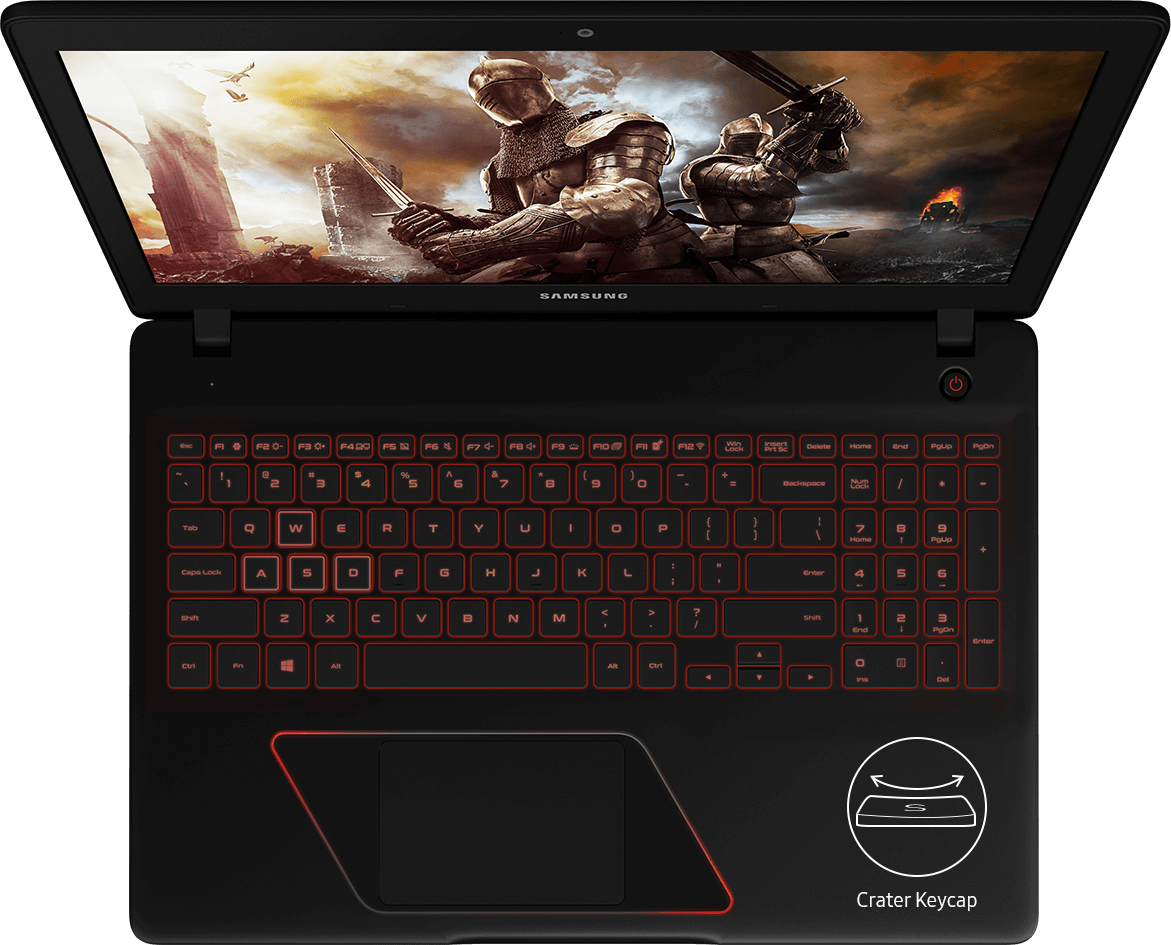 SAMSUNG
Esc F1 F2 F3 F4 F5 F6 F7 F8 F9 F10 F11 F12 Win Lock Insert Prt Sc Delete Home End PgUp PgDn
~ ` ! 1 @ 2 # 3 $ 4 % 5 ^ 6 & 7 * 8 ( 9 ) 0 _ - + = Backspace Num Lock / * -
Tab Q W E R T Y U I O P { [ } ] | \ 7 Home 8 ↑ 9 PgUp +
Caps Lock A S D F G H J K L : ; " ' Enter 4 ← 5 6 →
Shift Z X C V B N M < , > . ? / Shift 1 End 2 ↓ 3 PgDn Enter
Ctrl Fn Alt Alt Ctrl ◄ ▲ ▼ ► 0 Ins . Del
S
Crater Keycap